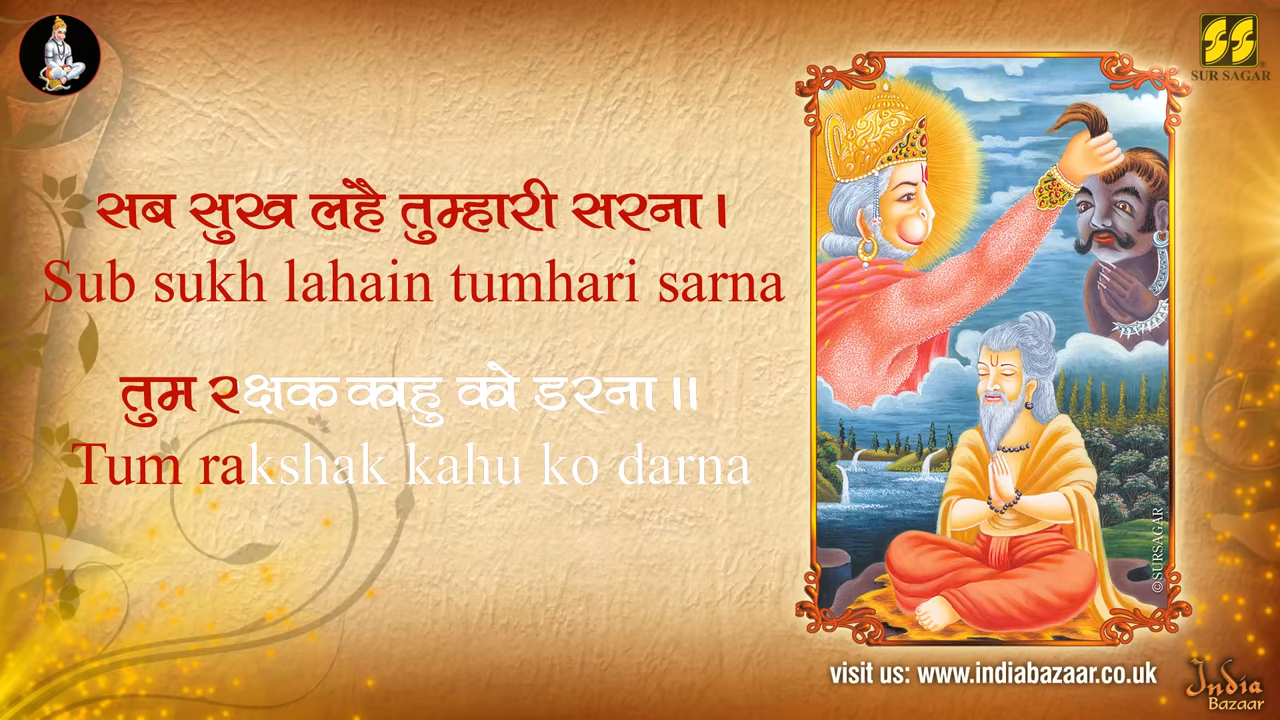 SUR SAGAR
सब सुख लहै तुम्हारी सरना।
Sub sukh lahain tumhari sarna
तुम रक्षक काहु को डरना॥
Tum rakshak kahu ko darna
©SURSAGAR
visit us: www.indiabazaar.co.uk
India
Bazaar